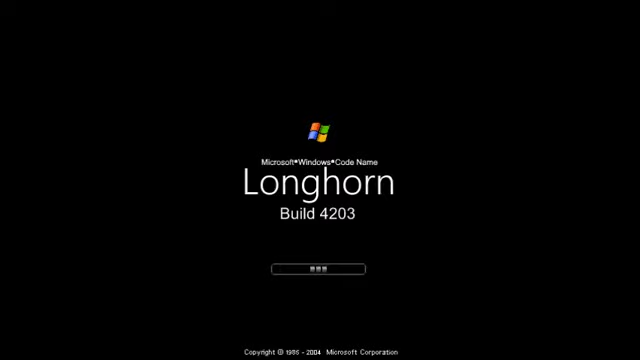 Microsoft•Windows•Code Name
Longhorn
Build 4203
Copyright © 1985 - 2004 Microsoft Corporation